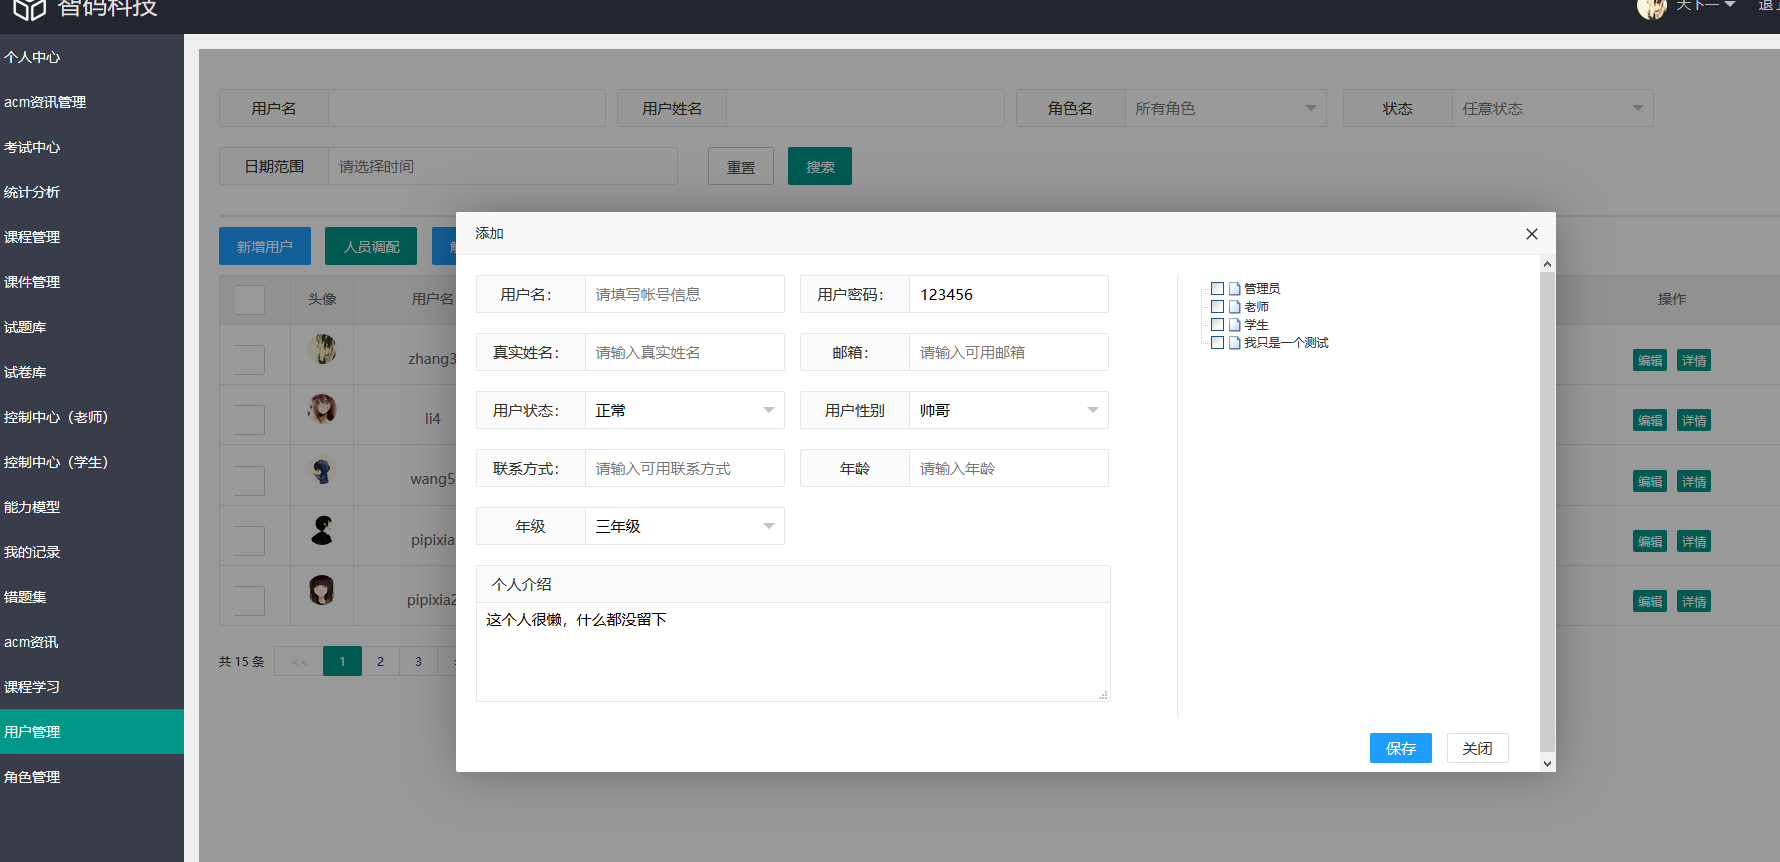 智码科技
天下一
个人中心
acm资讯管理
考试中心
统计分析
课程管理
课件管理
试题库
试卷库
控制中心（老师）
控制中心（学生）
能力模型
我的记录
错题集
acm资讯
课程学习
用户管理
角色管理
用户名
用户姓名
角色名 所有角色
状态 任意状态
日期范围 请选择时间
重置 搜索
新增用户 人员调配
头像 用户名 操作
zhang3 编辑 详情
li4 编辑 详情
wang5 编辑 详情
pipixia 编辑 详情
pipixia2 编辑 详情
共 15 条 << 1 2 3
添加
用户名： 请填写帐号信息 用户密码： 123456
真实姓名： 请输入真实姓名 邮箱： 请输入可用邮箱
用户状态： 正常 用户性别 帅哥
联系方式： 请输入可用联系方式 年龄 请输入年龄
年级 三年级
个人介绍
这个人很懒，什么都没留下
管理员
老师
学生
我只是一个测试
保存 关闭